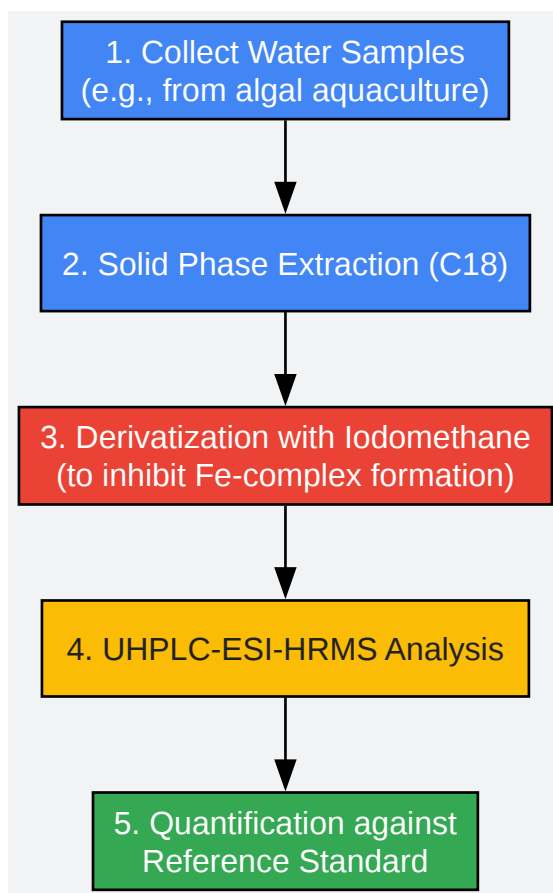 1. Collect Water Samples
(e.g., from algal aquaculture)
2. Solid Phase Extraction (C18)
3. Derivatization with Iodomethane
(to inhibit Fe-complex formation)
4. UHPLC-ESI-HRMS Analysis
5. Quantification against
Reference Standard